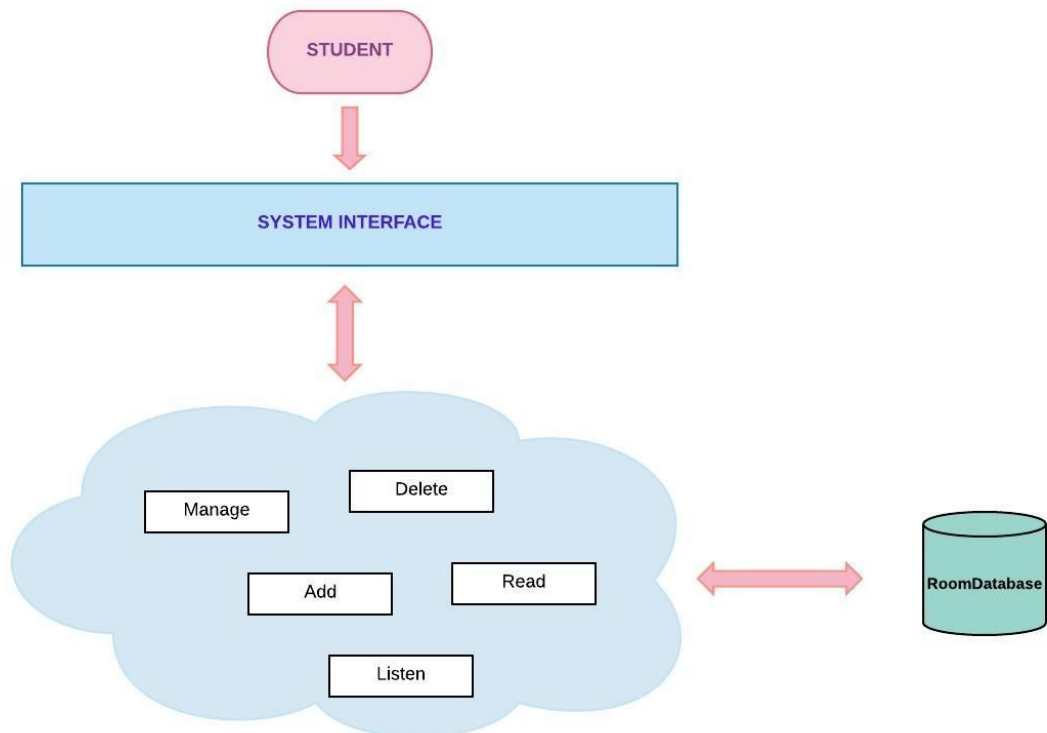 STUDENT
SYSTEM INTERFACE
Delete
Manage
Read
Add
Listen
RoomDatabase